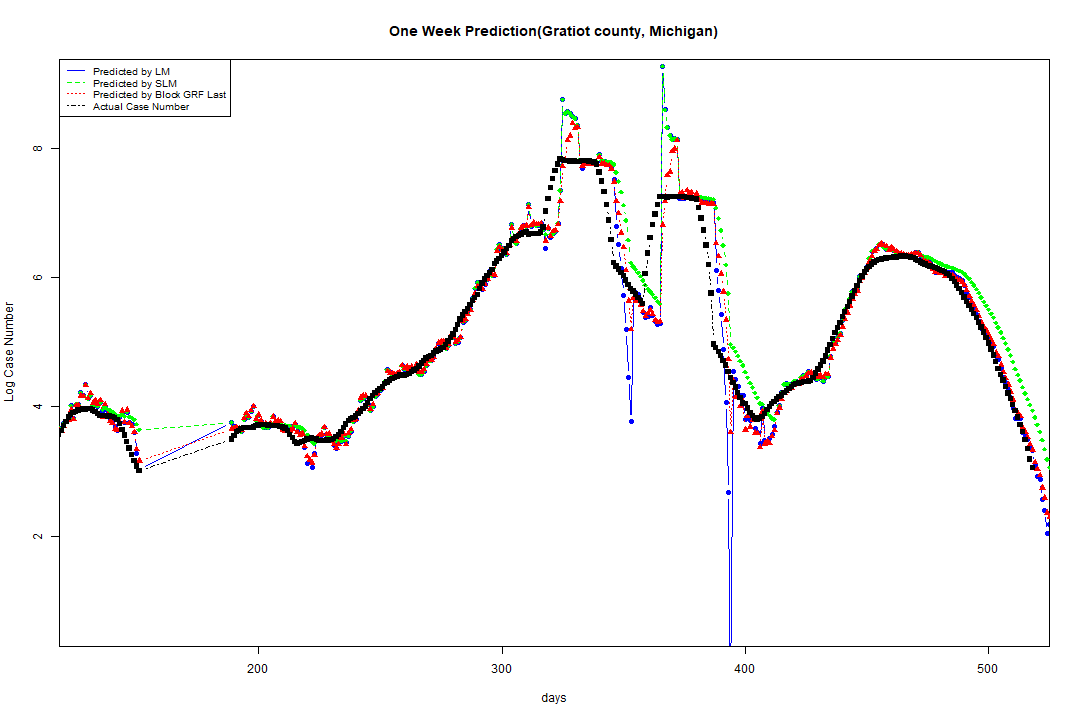 One Week Prediction(Gratiot county, Michigan)
Predicted by LM
Predicted by SLM
Predicted by Block GRF Last
Actual Case Number
8
6
4
2
Log Case Number
200 300 400 500
days